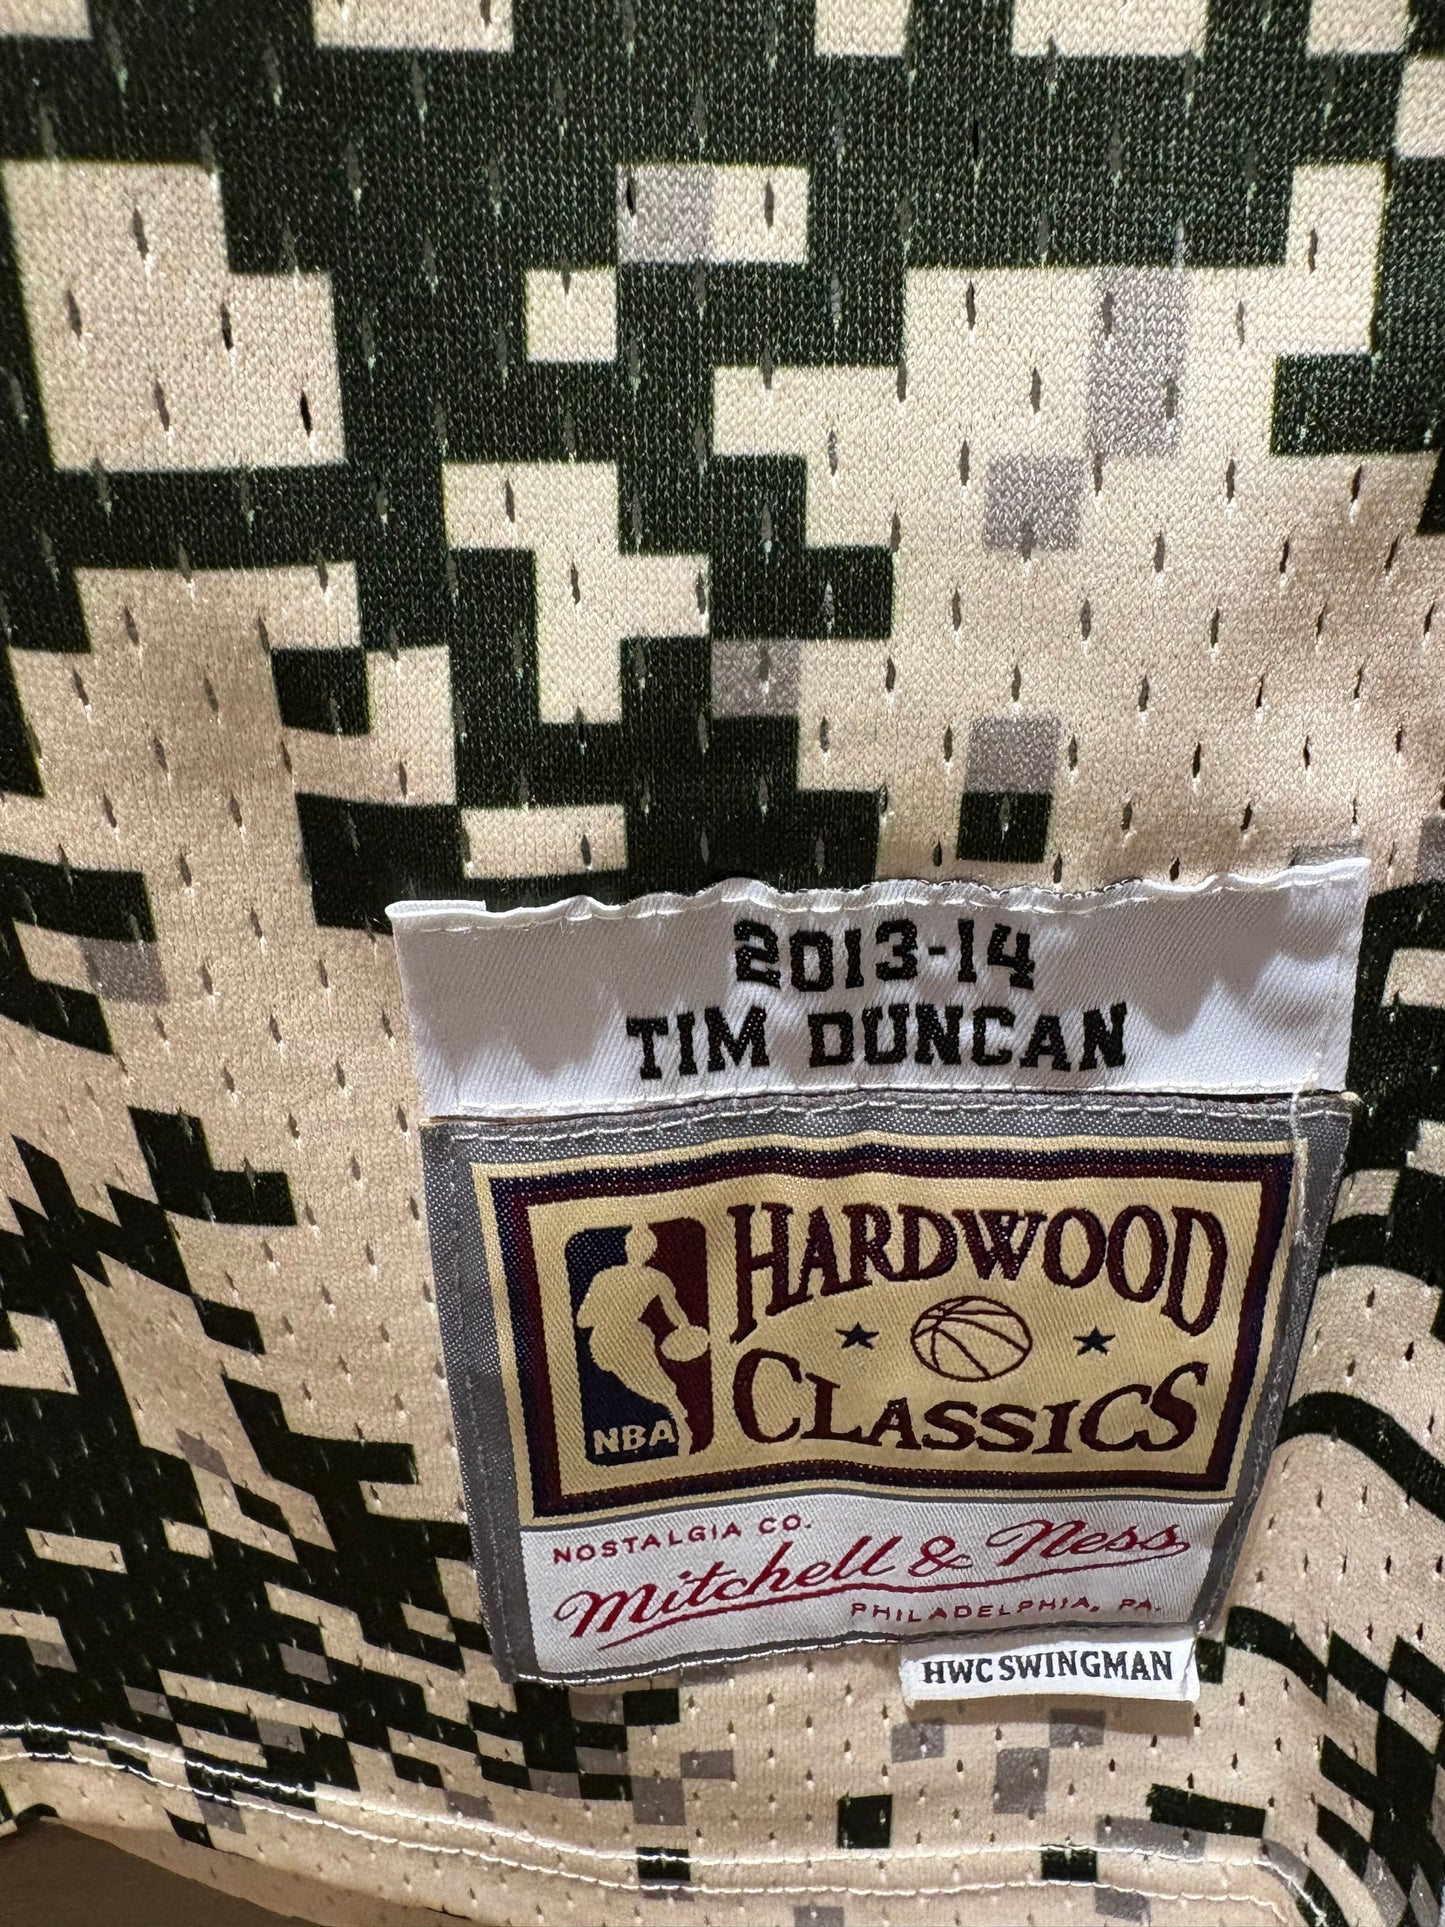 2013-14
TIM DUNCAN
HARDWOOD
CLASSICS
NBA
NOSTALGIA CO.
Mitchell & Ness
PHILADELPHIA, PA.
HWC SWINGMAN